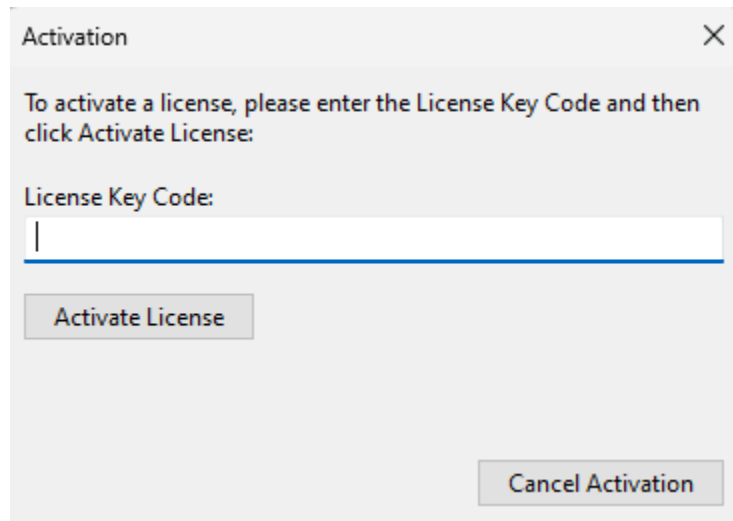 Activation
To activate a license, please enter the License Key Code and then
click Activate License:
License Key Code:
Activate License
Cancel Activation